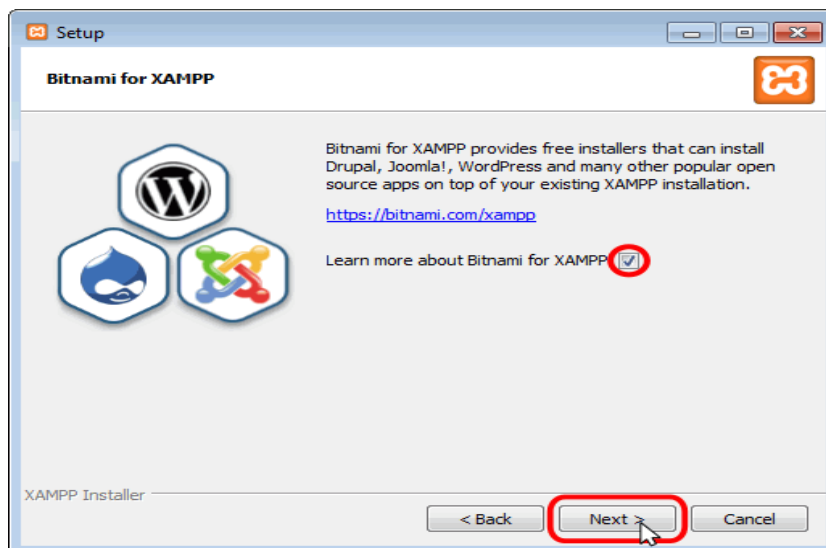 Setup
Bitnami for XAMPP
Bitnami for XAMPP provides free installers that can install
Drupal, Joomla!, WordPress and many other popular open
source apps on top of your existing XAMPP installation.
https://bitnami.com/xampp
Learn more about Bitnami for XAMPP
XAMPP Installer
< Back Next > Cancel